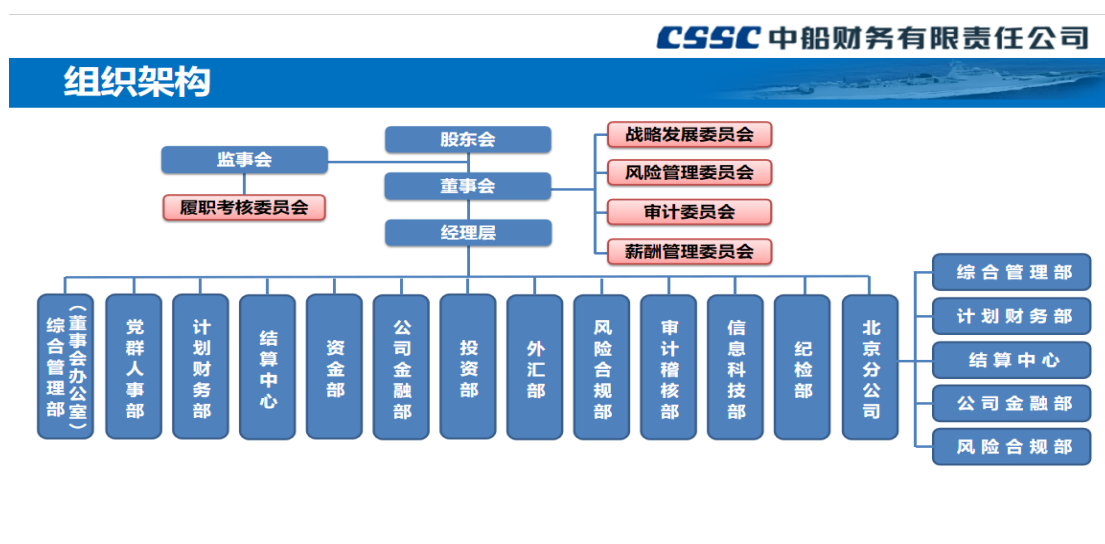 CSSC 中船财务有限责任公司
组织架构
股东会
监事会
董事会
履职考核委员会
经理层
战略发展委员会
风险管理委员会
审计委员会
薪酬管理委员会
综合管理部
（董事会办公室）
党群人事部
计划财务部
结算中心
资金部
公司金融部
投资部
外汇部
风险合规部
审计稽核部
信息科技部
纪检部
北京分公司
综合管理部
计划财务部
结算中心
公司金融部
风险合规部